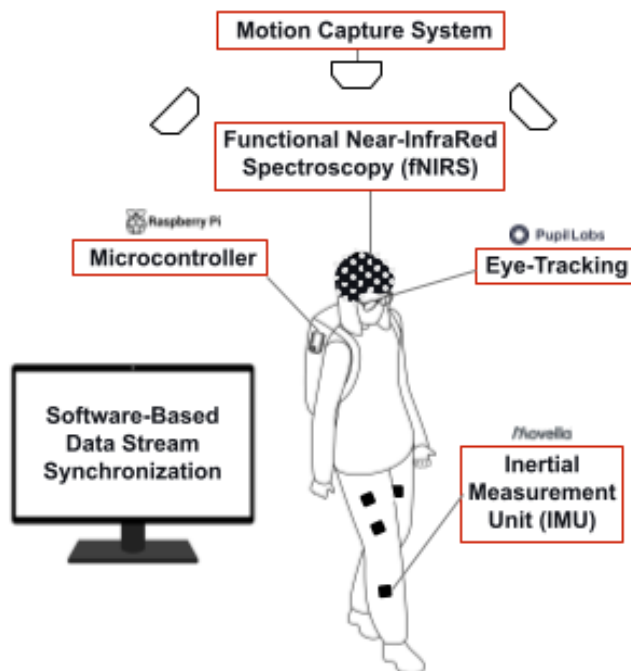 Motion Capture System
Functional Near-InfraRed
Spectroscopy (fNIRS)
Raspberry Pi
Microcontroller
Pupil Labs
Eye-Tracking
Software-Based
Data Stream
Synchronization
Movella
Inertial
Measurement
Unit (IMU)